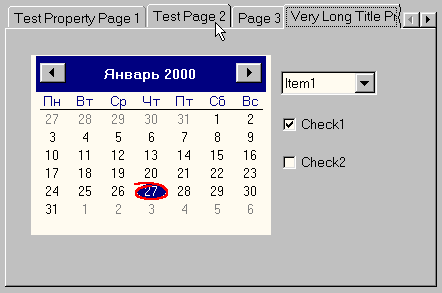 Test Property Page 1 Test Page 2 Page 3 Very Long Title Pr
Январь 2000
Пн Вт Ср Чт Пт Сб Вс
27 28 29 30 31 1 2
3 4 5 6 7 8 9
10 11 12 13 14 15 16
17 18 19 20 21 22 23
24 25 26 27 28 29 30
31 1 2 3 4 5 6
Item1
Check1
Check2